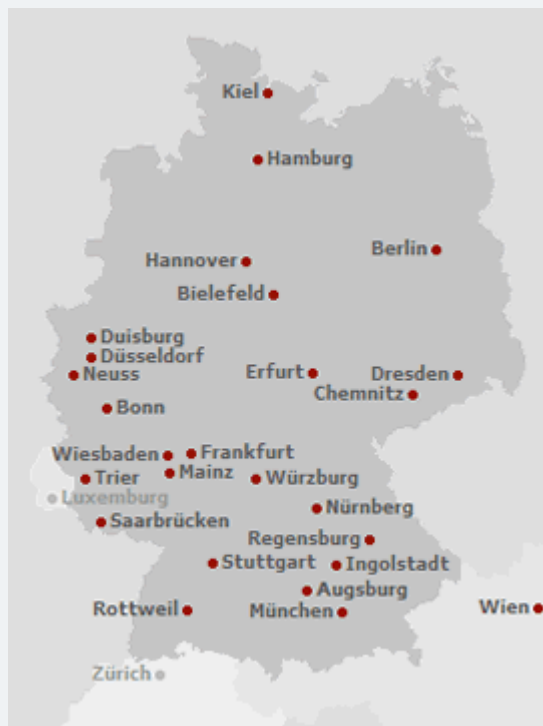 Kiel
Hamburg
Berlin
Hannover
Bielefeld
Duisburg
Düsseldorf
Neuss
Erfurt
Dresden
Chemnitz
Bonn
Wiesbaden
Frankfurt
Mainz
Trier
Würzburg
Luxemburg
Nürnberg
Saarbrücken
Regensburg
Stuttgart
Ingolstadt
Augsburg
Rottweil
München
Wien
Zürich